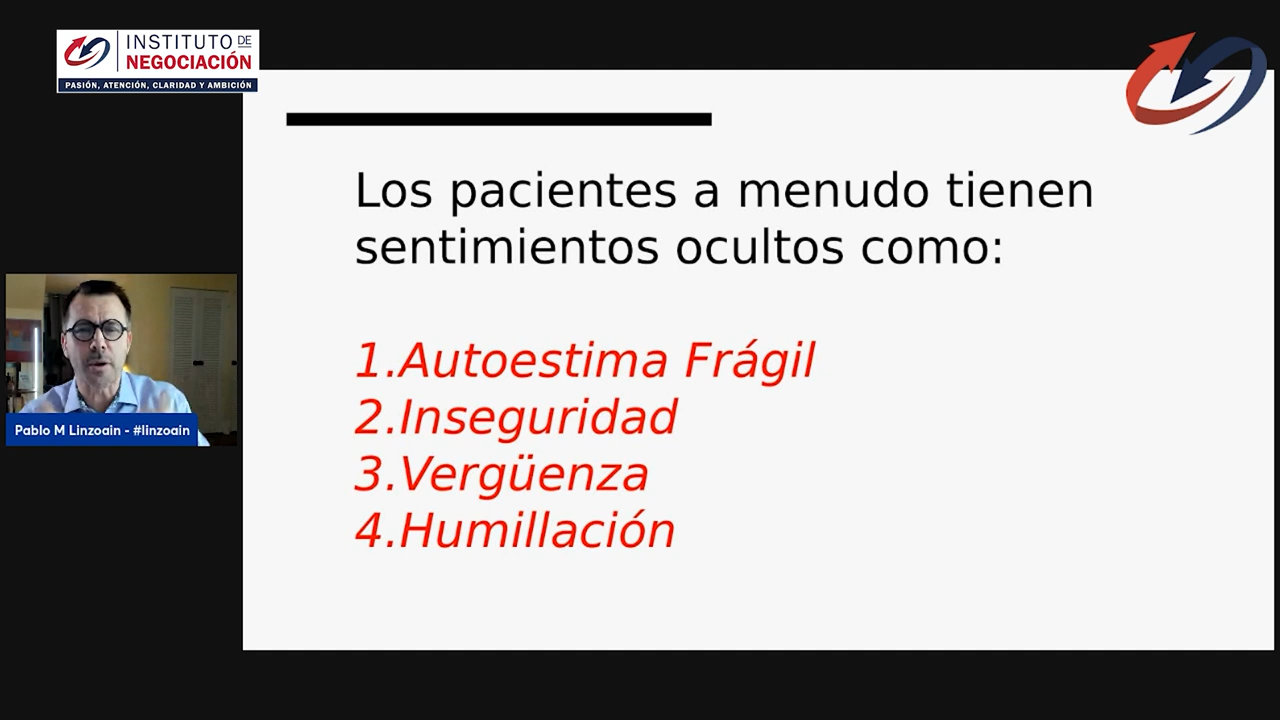 INSTITUTO DE
NEGOCIACIÓN
PASIÓN, ATENCIÓN, CLARIDAD Y AMBICIÓN
Los pacientes a menudo tienen
sentimientos ocultos como:
1.Autoestima Frágil
2.Inseguridad
3.Vergüenza
4.Humillación
Pablo M Linzoain - #linzoain